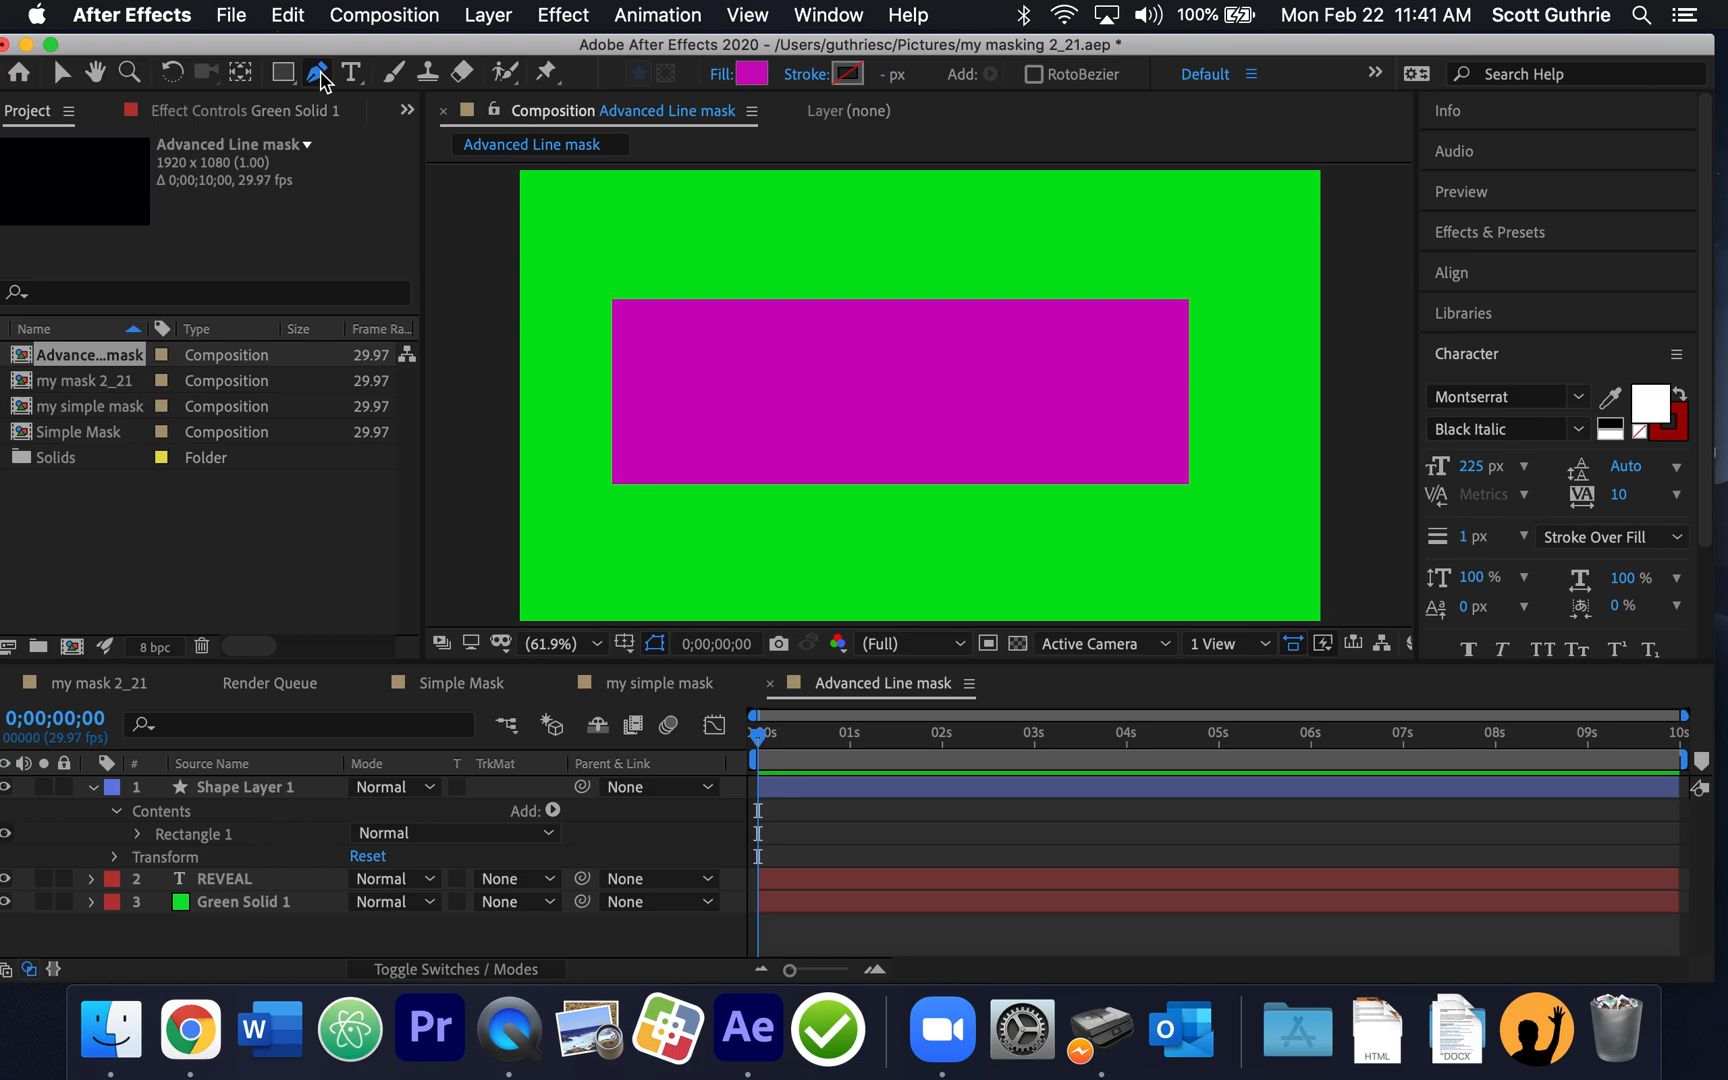 After Effects File Edit Composition Layer Effect Animation View Window Help 100% Mon Feb 22 11:41 AM Scott Guthrie
Adobe After Effects 2020 - /Users/guthriesc/Pictures/my masking 2_21.aep *
Fill: Stroke: - px Add: RotoBezier Default Search Help
Project Effect Controls Green Solid 1 Composition Advanced Line mask Layer (none) Info
Advanced Line mask
1920 x 1080 (1.00)
Δ 0;00;10;00, 29.97 fps
Advanced Line mask
Audio
Preview
Effects & Presets
Align
Libraries
Character
Name Type Size Frame Ra...
Advance...mask Composition 29.97
my mask 2_21 Composition 29.97
my simple mask Composition 29.97
Simple Mask Composition 29.97
Solids Folder
Montserrat
Black Italic
225 px Auto
Metrics 10
1 px Stroke Over Fill
100 % 100 %
0 px 0 %
T T TT Tt T¹ T₁
8 bpc (61.9%) 0;00;00;00 (Full) Active Camera 1 View
my mask 2_21 Render Queue Simple Mask my simple mask Advanced Line mask
0;00;00;00
00000 (29.97 fps)
01s 02s 03s 04s 05s 06s 07s 08s 09s 10s
# Source Name Mode T TrkMat Parent & Link
1 Shape Layer 1 Normal None
Contents Add:
Rectangle 1 Normal
Transform Reset
2 T REVEAL Normal None None
3 Green Solid 1 Normal None None
Toggle Switches / Modes
W Pr Ae O HTML DOCX